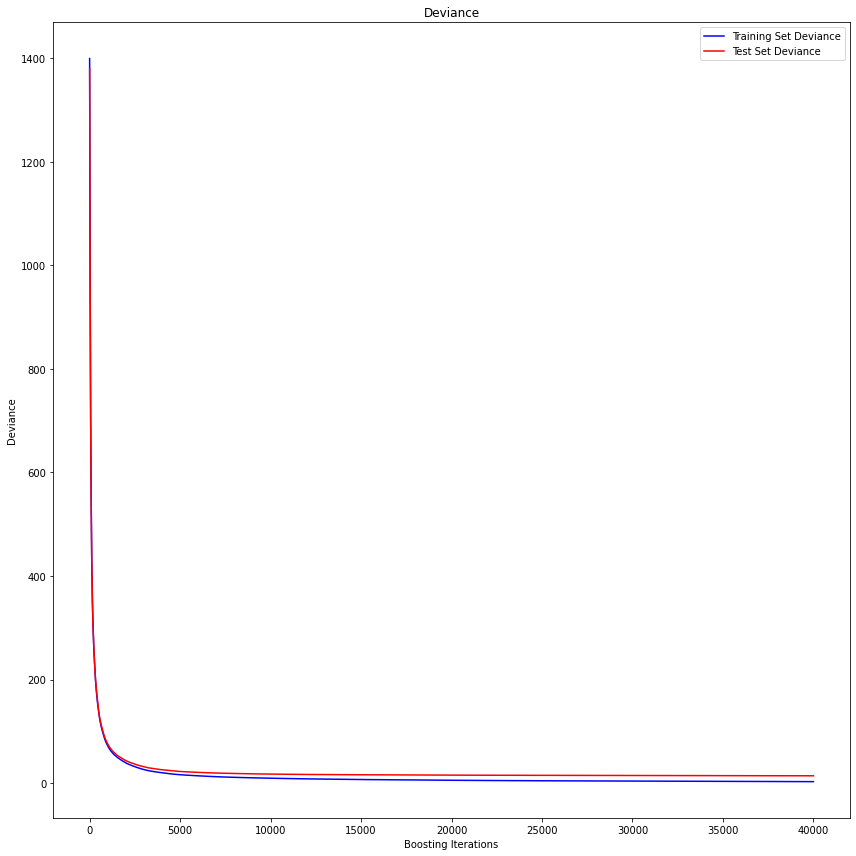 Deviance
Training Set Deviance
Test Set Deviance
1400
1200
1000
800
600
400
200
0
Deviance
0 5000 10000 15000 20000 25000 30000 35000 40000
Boosting Iterations